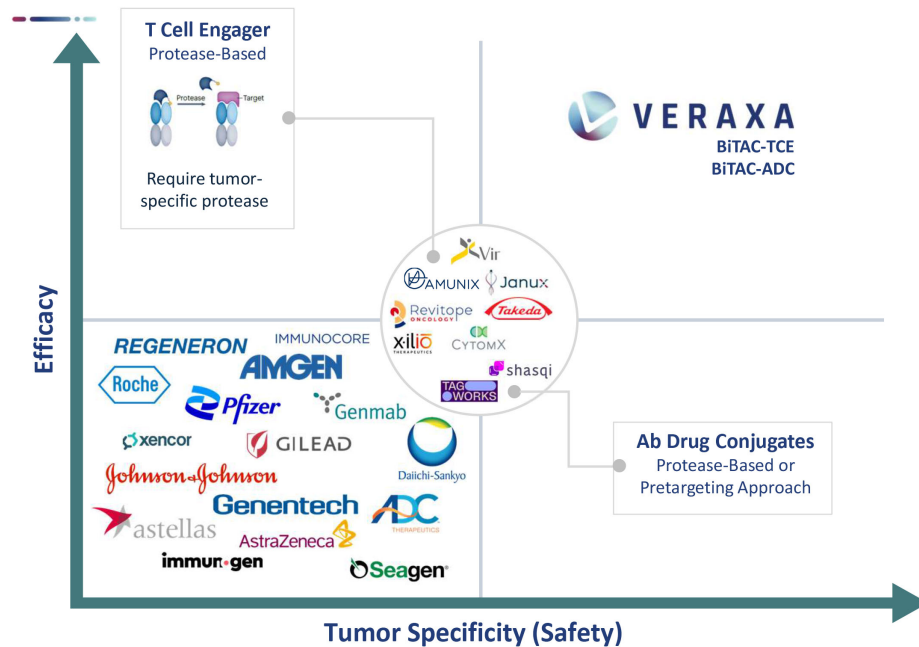 T Cell Engager
Protease-Based
Protease
Target
Require tumor-
specific protease
VERAXA
BiTAC-TCE
BiTAC-ADC
Vir
AMUNIX
Janux
Revitope
ONCOLOGY
Takeda
xilio
THERAPEUTICS
CYTOMX
shasqi
TAG
WORKS
Efficacy
REGENERON
IMMUNOCORE
AMGEN
Roche
Pfizer
Genmab
xencor
GILEAD
Daiichi-Sankyo
Johnson & Johnson
Genentech
ADC
THERAPEUTICS
astellas
AstraZeneca
immunogen
Seagen
Ab Drug Conjugates
Protease-Based or
Pretargeting Approach
Tumor Specificity (Safety)